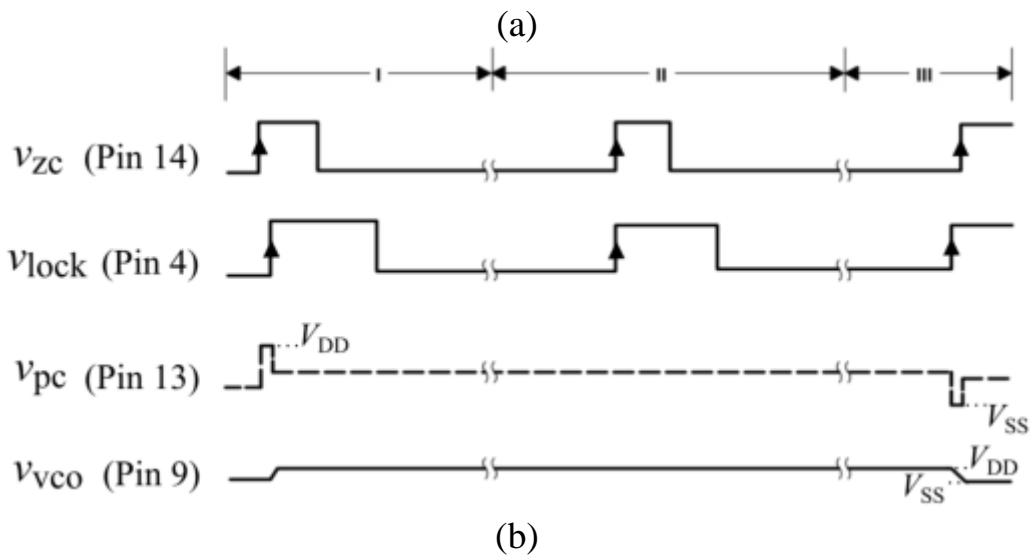 (a)
I II III
vZC (Pin 14)
vlock (Pin 4)
VDD
vpc (Pin 13)
VSS
vvco (Pin 9)
VDD
VSS
(b)